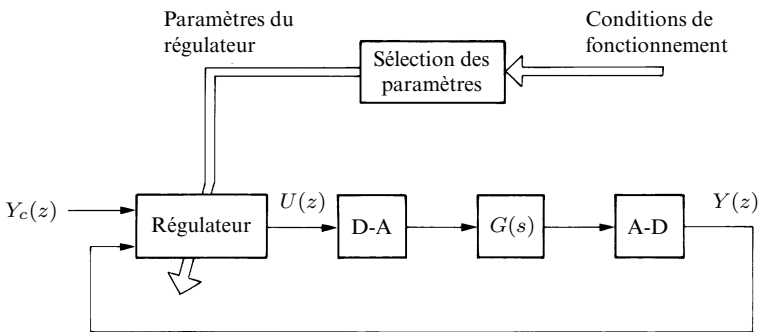 Paramètres du
régulateur
Sélection des
paramètres
Conditions de
fonctionnement
Y_c(z)
Régulateur
U(z)
D-A
G(s)
A-D
Y(z)